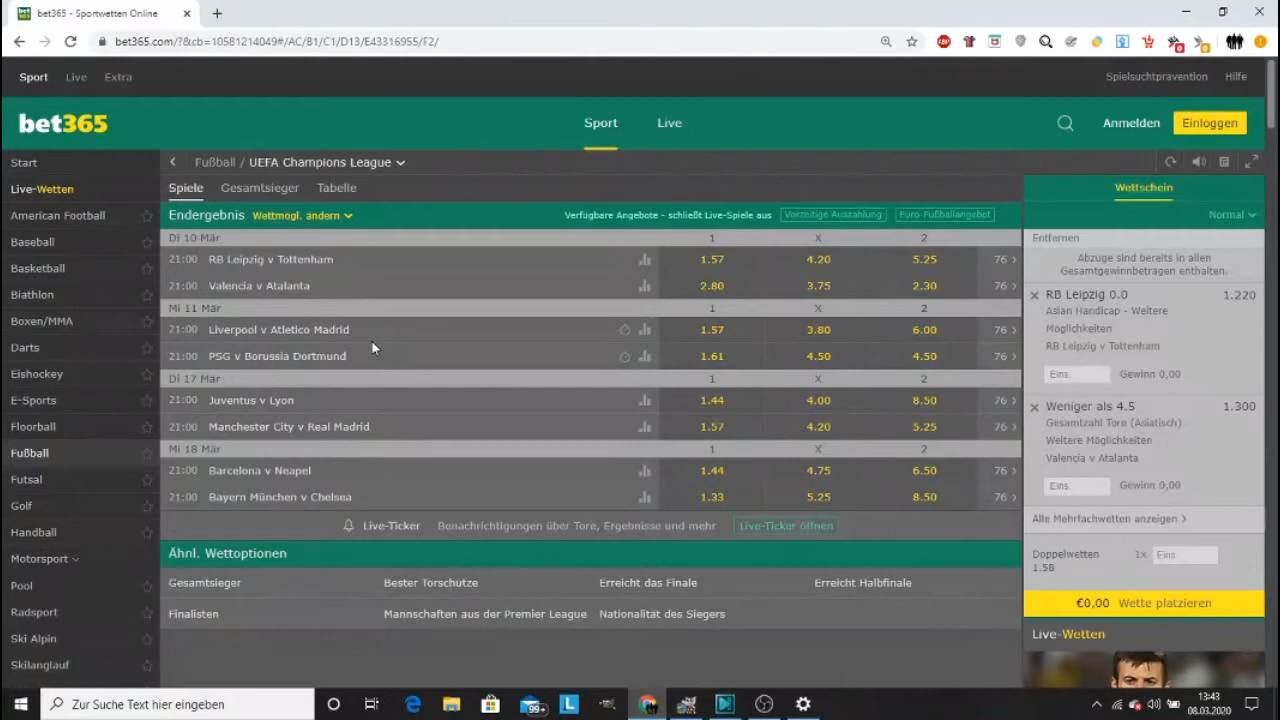 bet365 - Sportwetten Online
bet365.com/?&cb=10581214049#/AC/B1/C1/D13/E43316955/F2/
Sport Live Extra Spielsuchtprävention Hilfe
bet365 Sport Live Anmelden Einloggen
Start
Live-Wetten
American Football
Baseball
Basketball
Biathlon
Boxen/MMA
Darts
Eishockey
E-Sports
Floorball
Fußball
Futsal
Golf
Handball
Motorsport
Pool
Radsport
Ski Alpin
Skilanglauf
Fußball / UEFA Champions League
Spiele Gesamtsieger Tabelle
Endergebnis Wettmogl. ändern Verfügbare Angebote - schließt Live-Spiele aus Vorzeitige Auszahlung Euro-Fußballangebot
Di 10 Mär 1 X 2
21:00 RB Leipzig v Tottenham 1.57 4.20 5.25 76
21:00 Valencia v Atalanta 2.80 3.75 2.30 76
Mi 11 Mär 1 X 2
21:00 Liverpool v Atletico Madrid 1.57 3.80 6.00 76
21:00 PSG v Borussia Dortmund 1.61 4.50 4.50 76
Di 17 Mär 1 X 2
21:00 Juventus v Lyon 1.44 4.00 8.50 76
21:00 Manchester City v Real Madrid 1.57 4.20 5.25 76
Mi 18 Mär 1 X 2
21:00 Barcelona v Neapel 1.44 4.75 6.50 76
21:00 Bayern München v Chelsea 1.33 5.25 8.50 76
Live-Ticker Benachrichtigungen über Tore, Ergebnisse und mehr Live-Ticker öffnen
Ähnl. Wettoptionen
Gesamtsieger Bester Torschütze Erreicht das Finale Erreicht Halbfinale
Finalisten Mannschaften aus der Premier League Nationalität des Siegers
Wettschein
Normal
Entfernen
Abzüge sind bereits in allen
Gesamtgewinnbeträgen enthalten.
RB Leipzig 0.0 1.220
Asian Handicap - Weitere
Möglichkeiten
RB Leipzig v Tottenham
Eins. Gewinn 0,00
Weniger als 4.5 1.300
Gesamtzahl Tore (Asiatisch)
Weitere Möglichkeiten
Valencia v Atalanta
Eins. Gewinn 0,00
Alle Mehrfachwetten anzeigen
Doppelwetten 1x Eins.
1.58
€0,00 Wette platzieren
Live-Wetten
Zur Suche Text hier eingeben
99+
13:43
08.03.2020